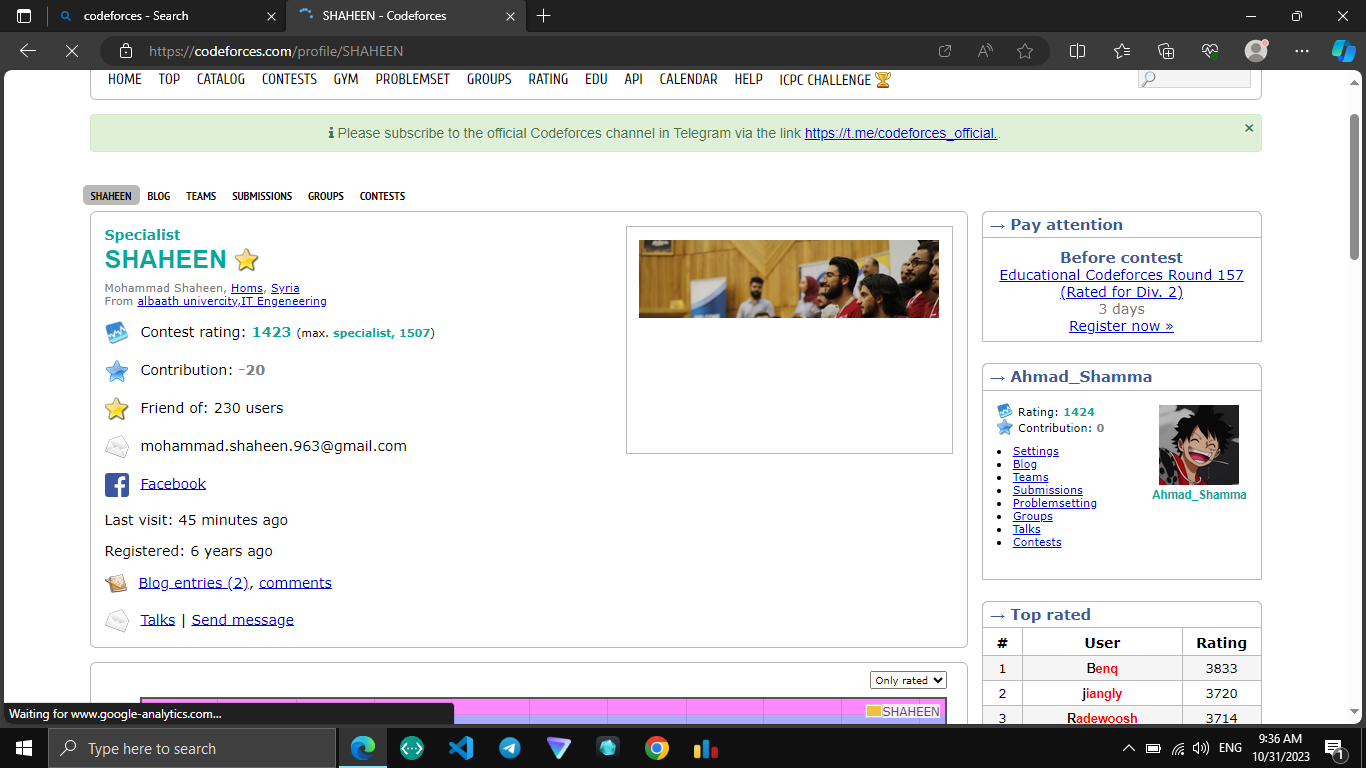 codeforces - Search
SHAHEEN - Codeforces
https://codeforces.com/profile/SHAHEEN
HOME TOP CATALOG CONTESTS GYM PROBLEMSET GROUPS RATING EDU API CALENDAR HELP ICPC CHALLENGE
Please subscribe to the official Codeforces channel in Telegram via the link https://t.me/codeforces_official..
SHAHEEN BLOG TEAMS SUBMISSIONS GROUPS CONTESTS
Specialist
SHAHEEN
Mohammad Shaheen, Homs, Syria
From albaath univercity,IT Engeneering
Contest rating: 1423 (max. specialist, 1507)
Contribution: -20
Friend of: 230 users
mohammad.shaheen.963@gmail.com
Facebook
Last visit: 45 minutes ago
Registered: 6 years ago
Blog entries (2), comments
Talks | Send message
→ Pay attention
Before contest
Educational Codeforces Round 157
(Rated for Div. 2)
3 days
Register now »
→ Ahmad_Shamma
Rating: 1424
Contribution: 0
Settings
Blog
Teams
Submissions
Problemsetting
Groups
Talks
Contests
Ahmad_Shamma
→ Top rated
# User Rating
1 Benq 3833
2 jiangly 3720
3 Radewoosh 3714
Only rated
SHAHEEN
Waiting for www.google-analytics.com...
Type here to search
ENG
9:36 AM
10/31/2023
1